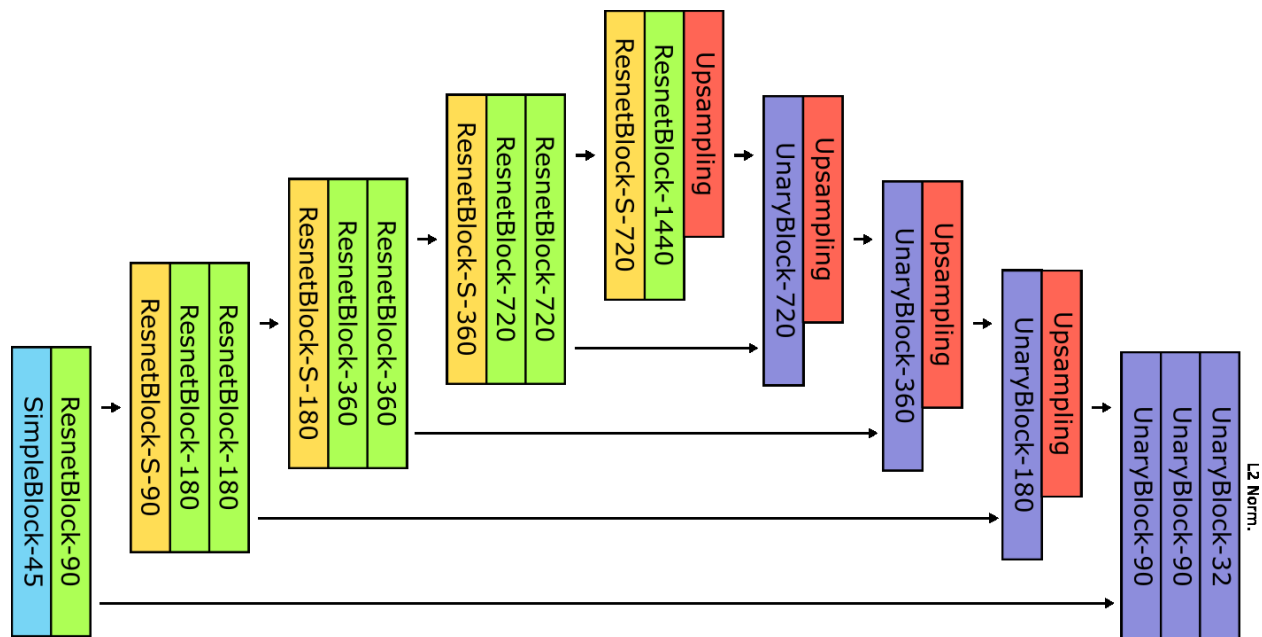 SimpleBlock-45
ResnetBlock-90
ResnetBlock-S-90
ResnetBlock-180
ResnetBlock-180
ResnetBlock-S-180
ResnetBlock-360
ResnetBlock-360
ResnetBlock-S-360
ResnetBlock-720
ResnetBlock-720
ResnetBlock-S-720
ResnetBlock-1440
Upsampling
UnaryBlock-720
Upsampling
UnaryBlock-360
Upsampling
UnaryBlock-180
Upsampling
UnaryBlock-90
UnaryBlock-90
UnaryBlock-32
L2 Norm.